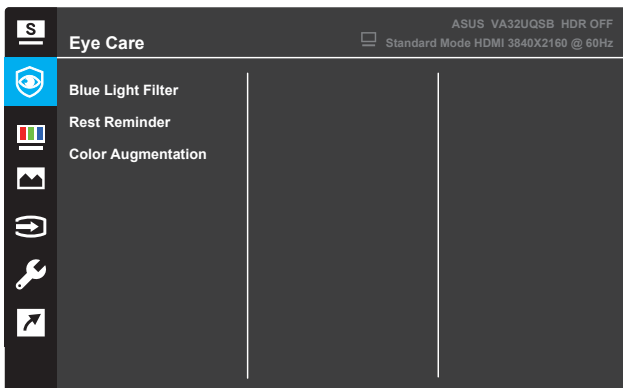 S
ASUS VA32UQSB HDR OFF
Eye Care
Standard Mode HDMI 3840X2160 @ 60Hz
Blue Light Filter
Rest Reminder
Color Augmentation